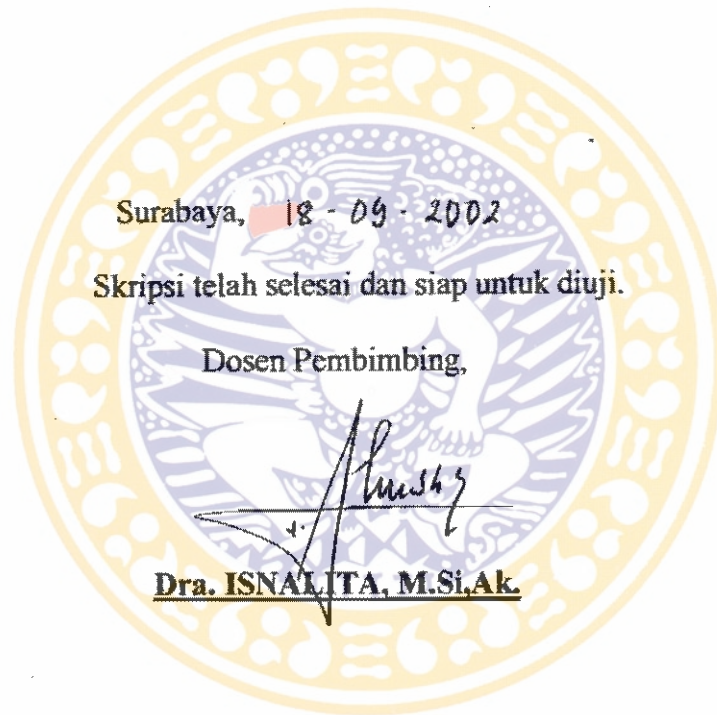 Surabaya, 18 - 09 - 2002
Skripsi telah selesai dan siap untuk diuji.
Dosen Pembimbing,
Dra. ISNALITA, M.Si,Ak.